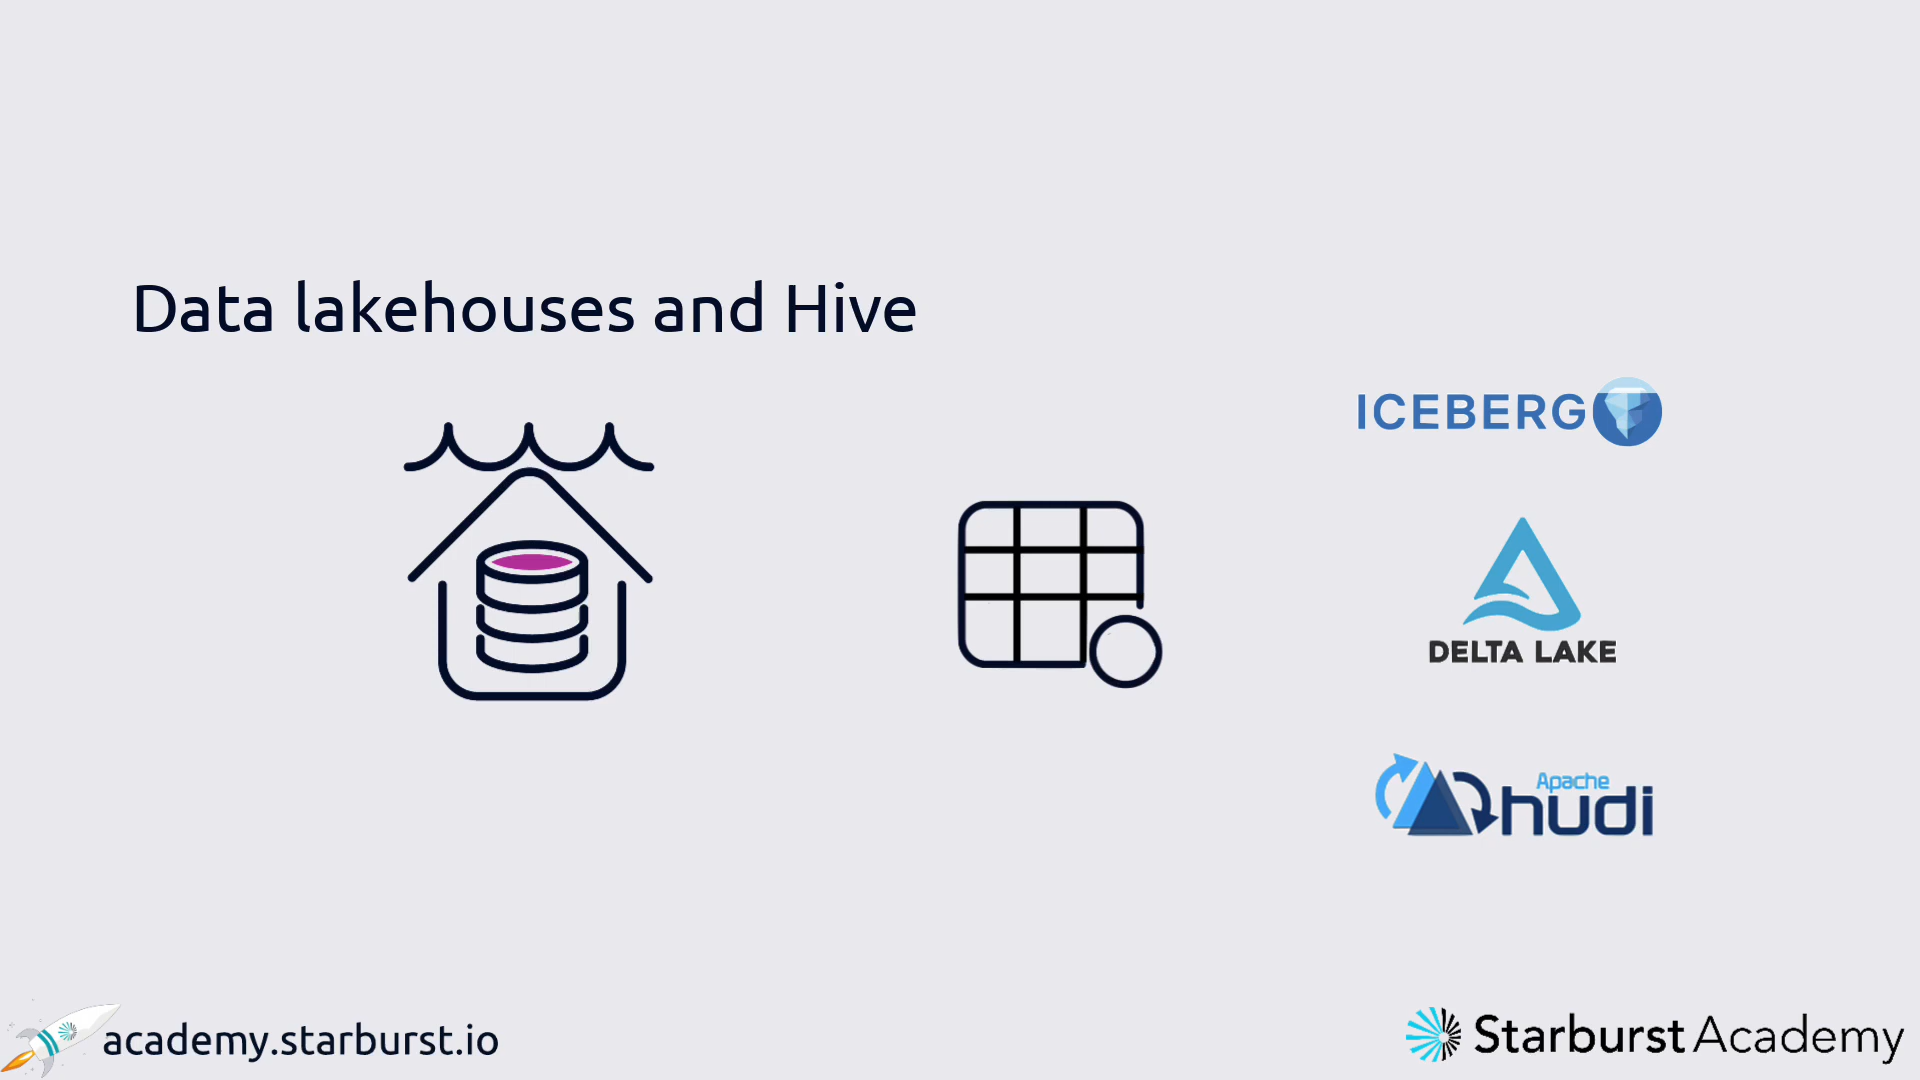 Data lakehouses and Hive
ICEBERG
DELTA LAKE
Apache
hudi
academy.starburst.io
Starburst Academy